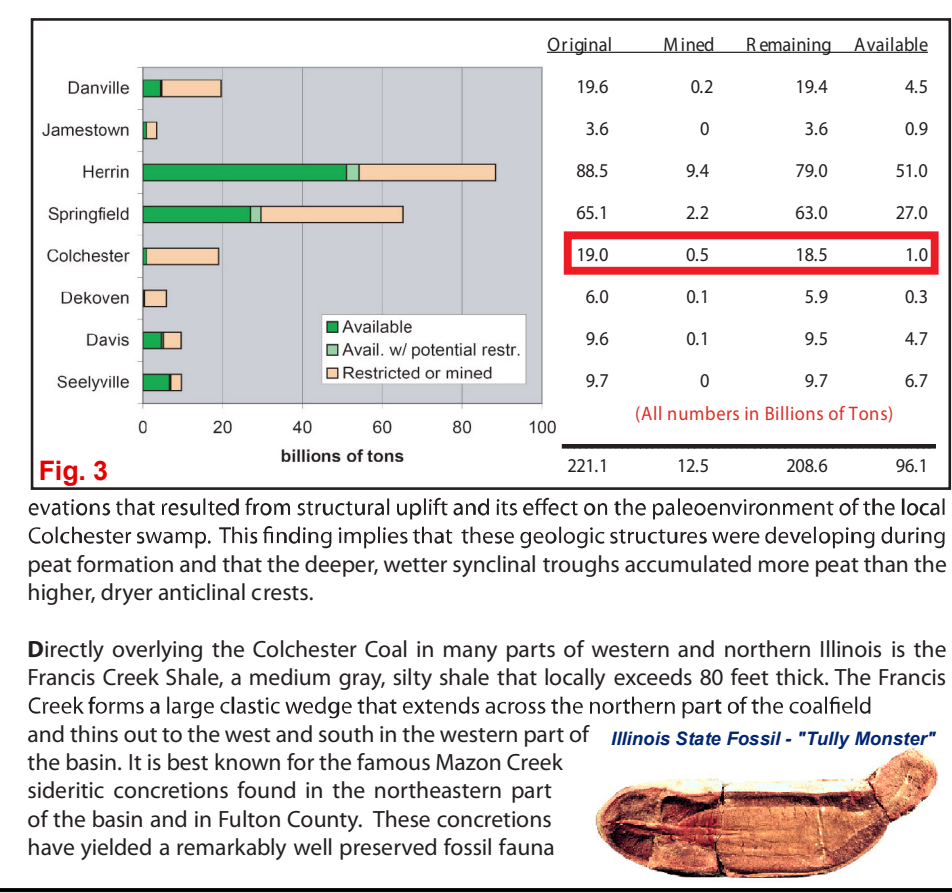 Original Mined Remaining Available
Danville 19.6 0.2 19.4 4.5
Jamestown 3.6 0 3.6 0.9
Herrin 88.5 9.4 79.0 51.0
Springfield 65.1 2.2 63.0 27.0
Colchester 19.0 0.5 18.5 1.0
Dekoven 6.0 0.1 5.9 0.3
Available
Davis 9.6 0.1 9.5 4.7
Avail. w/ potential restr.
Restricted or mined
Seelyville 9.7 0 9.7 6.7
(All numbers in Billions of Tons)
0 20 40 60 80 100
billions of tons
221.1 12.5 208.6 96.1
Fig. 3
evations that resulted from structural uplift and its effect on the paleoenvironment of the local
Colchester swamp. This finding implies that these geologic structures were developing during
peat formation and that the deeper, wetter synclinal troughs accumulated more peat than the
higher, dryer anticlinal crests.
Directly overlying the Colchester Coal in many parts of western and northern Illinois is the
Francis Creek Shale, a medium gray, silty shale that locally exceeds 80 feet thick. The Francis
Creek forms a large clastic wedge that extends across the northern part of the coalfield
and thins out to the west and south in the western part of
the basin. It is best known for the famous Mazon Creek
sideritic concretions found in the northeastern part
of the basin and in Fulton County. These concretions
have yielded a remarkably well preserved fossil fauna
Illinois State Fossil - "Tully Monster"